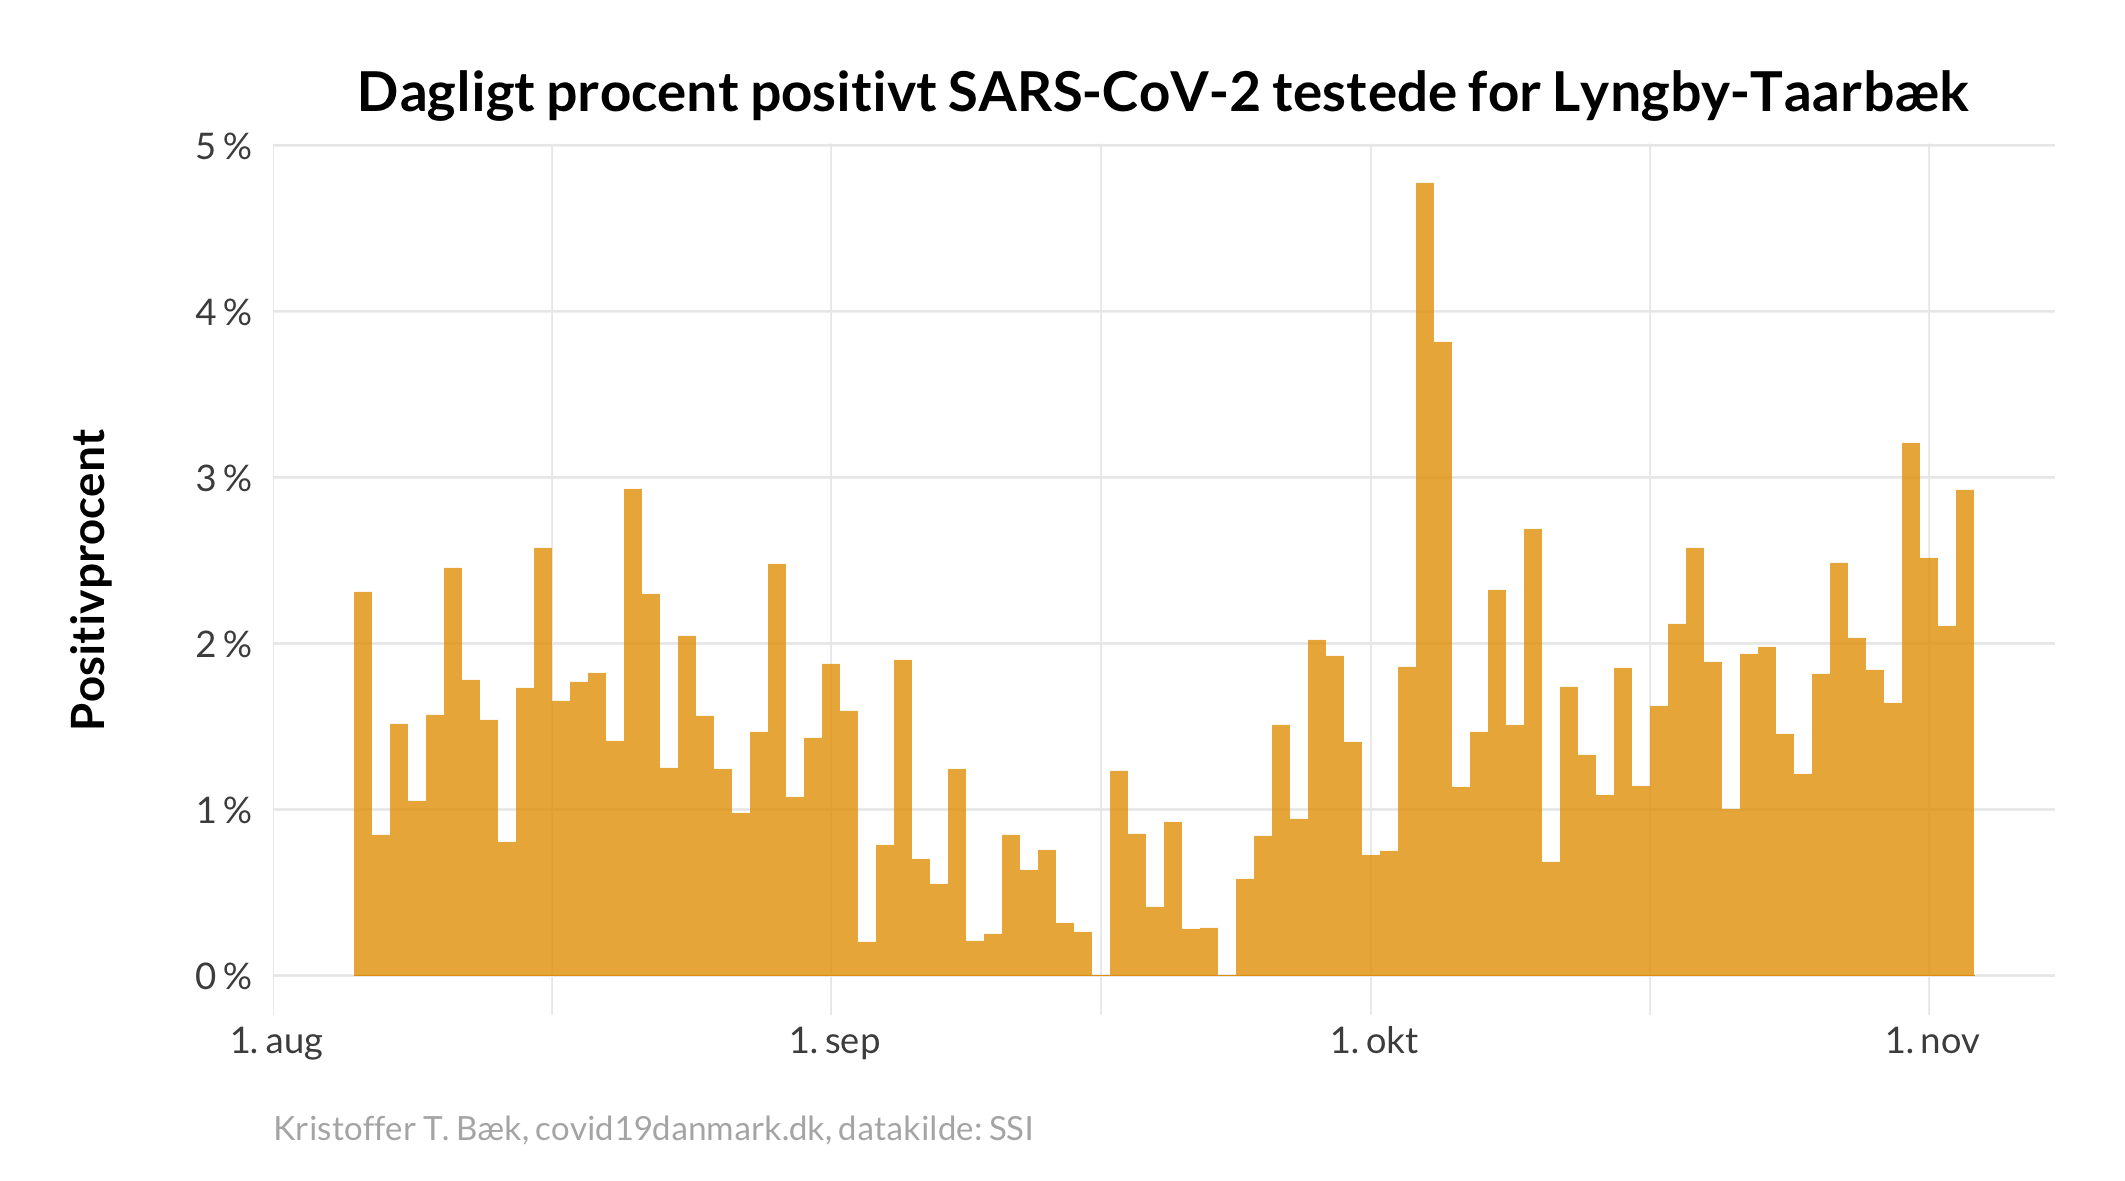 Dagligt procent positivt SARS-CoV-2 testede for Lyngby-Taarbæk
Positivprocent
5 %
4 %
3 %
2 %
1 %
0 %
1. aug
1. sep
1. okt
1. nov
Kristoffer T. Bæk, covid19danmark.dk, datakilde: SSI